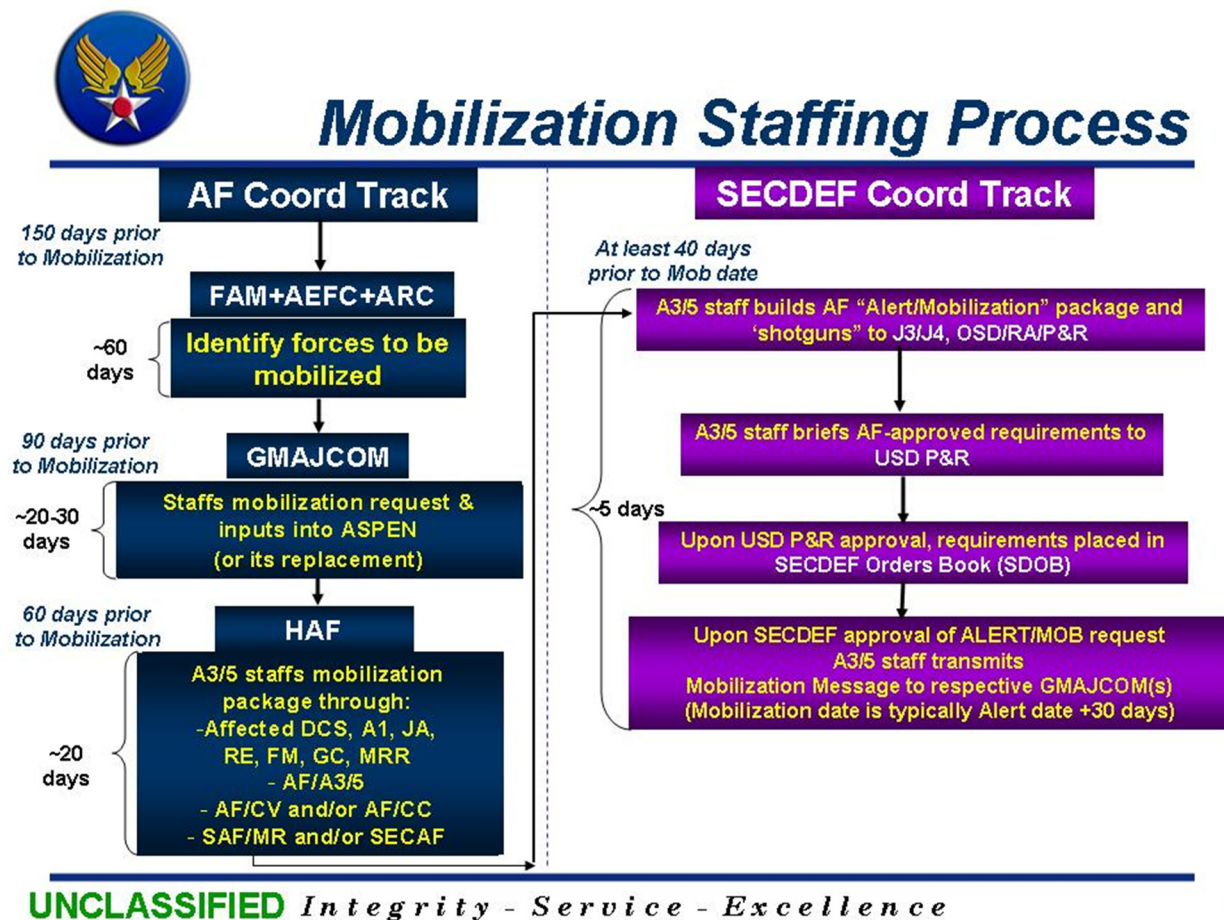 Mobilization Staffing Process
AF Coord Track
150 days prior
to Mobilization
FAM+AEFC+ARC
~60
days
Identify forces to be
mobilized
90 days prior
to Mobilization
GMAJCOM
~20-30
days
Staffs mobilization request &
inputs into ASPEN
(or its replacement)
60 days prior
to Mobilization
HAF
~20
days
A3/5 staffs mobilization
package through:
-Affected DCS, A1, JA,
RE, FM, GC, MRR
- AF/A3/5
- AF/CV and/or AF/CC
- SAF/MR and/or SECAF
SECDEF Coord Track
At least 40 days
prior to Mob date
~5 days
A3/5 staff builds AF “Alert/Mobilization” package and
‘shotguns” to J3/J4, OSD/RA/P&R
A3/5 staff briefs AF-approved requirements to
USD P&R
Upon USD P&R approval, requirements placed in
SECDEF Orders Book (SDOB)
Upon SECDEF approval of ALERT/MOB request
A3/5 staff transmits
Mobilization Message to respective GMAJCOM(s)
(Mobilization date is typically Alert date +30 days)
UNCLASSIFIED Integrity - Service - Excellence